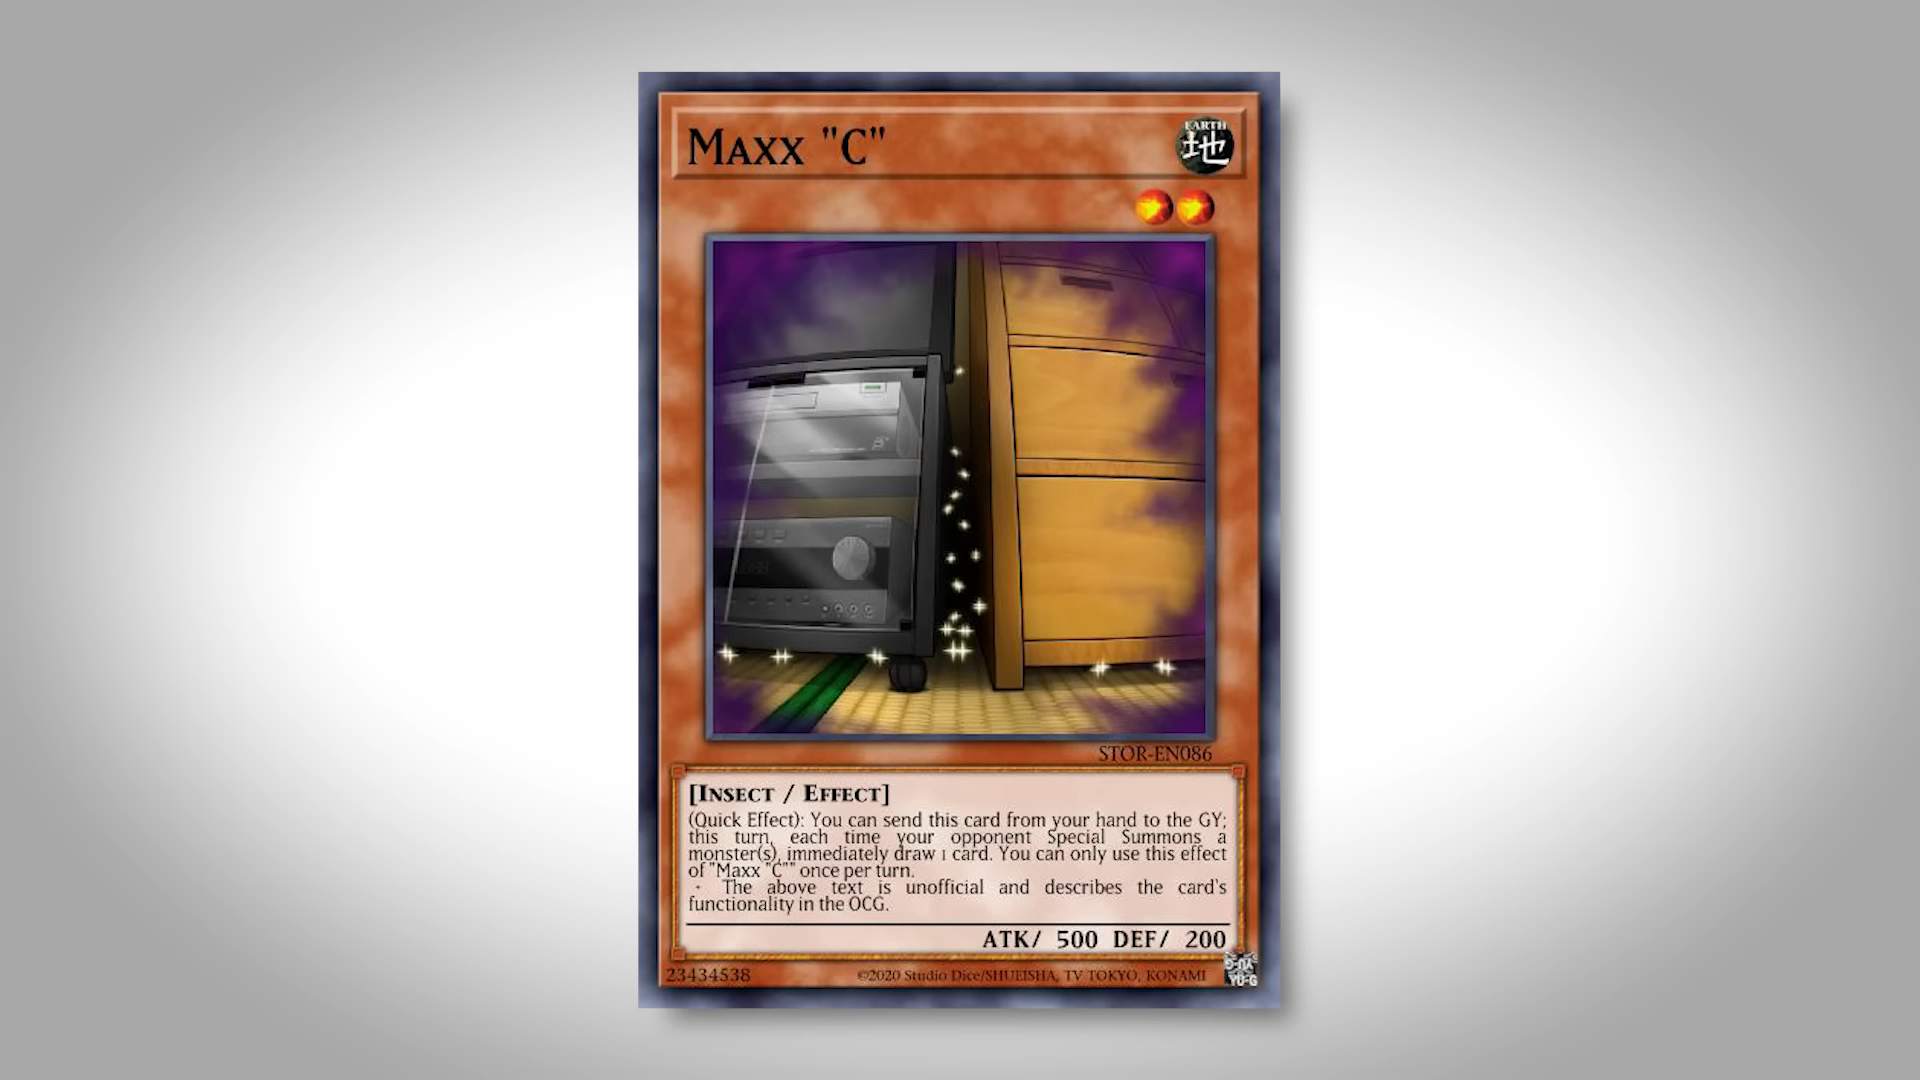 Maxx "C"
EARTH
地
STOR-EN086
[Insect / Effect]
(Quick Effect): You can send this card from your hand to the GY;
this turn, each time your opponent Special Summons a
monster(s), immediately draw 1 card. You can only use this effect
of "Maxx "C"" once per turn.
· The above text is unofficial and describes the card's
functionality in the OCG.
ATK/ 500 DEF/ 200
23434538
©2020 Studio Dice/SHUEISHA, TV TOKYO, KONAMI